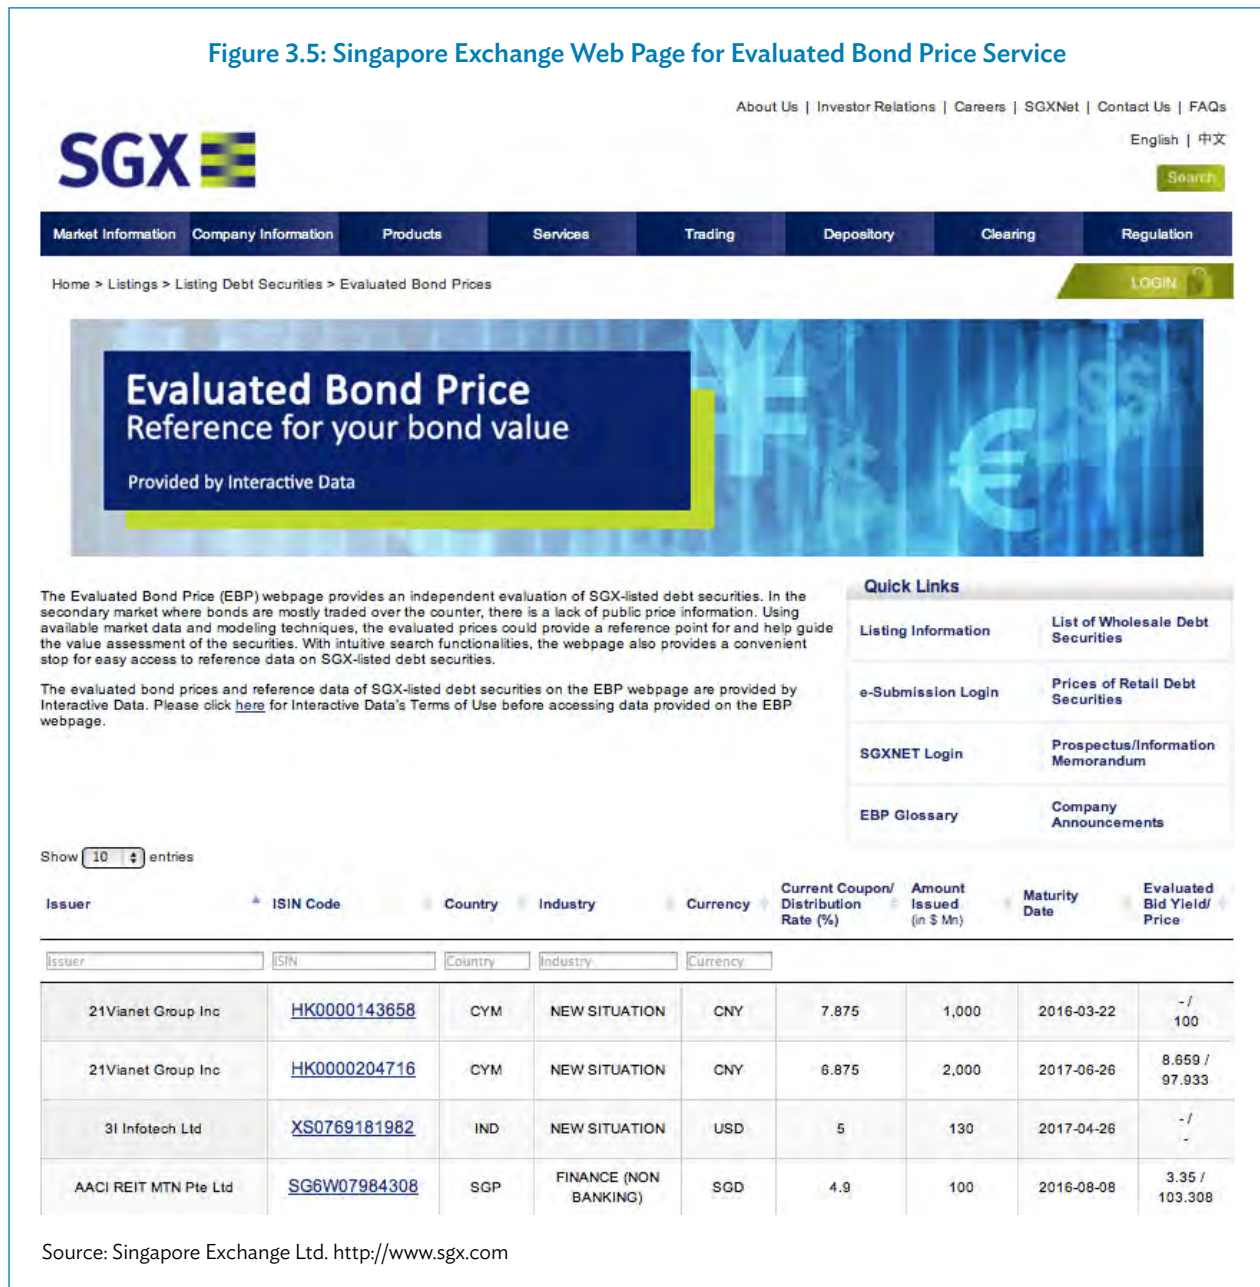 Figure 3.5: Singapore Exchange Web Page for Evaluated Bond Price Service
About Us | Investor Relations | Careers | SGXNet | Contact Us | FAQs
SGX
English | 中文
Search
Market Information Company Information Products Services Trading Depository Clearing Regulation
Home > Listings > Listing Debt Securities > Evaluated Bond Prices
LOGIN
Evaluated Bond Price
Reference for your bond value
Provided by Interactive Data
The Evaluated Bond Price (EBP) webpage provides an independent evaluation of SGX-listed debt securities. In the
secondary market where bonds are mostly traded over the counter, there is a lack of public price information. Using
available market data and modeling techniques, the evaluated prices could provide a reference point for and help guide
the value assessment of the securities. With intuitive search functionalities, the webpage also provides a convenient
stop for easy access to reference data on SGX-listed debt securities.
The evaluated bond prices and reference data of SGX-listed debt securities on the EBP webpage are provided by
Interactive Data. Please click here for Interactive Data's Terms of Use before accessing data provided on the EBP
webpage.
Quick Links
Listing Information
List of Wholesale Debt
Securities
e-Submission Login
Prices of Retail Debt
Securities
SGXNET Login
Prospectus/Information
Memorandum
EBP Glossary
Company
Announcements
Show 10 entries
Issuer
ISIN Code
Country
Industry
Currency
Current Coupon/
Distribution
Rate (%)
Amount
Issued
(in $ Mn)
Maturity
Date
Evaluated
Bid Yield/
Price
Issuer ISIN Country Industry Currency
21Vianet Group Inc HK0000143658 CYM NEW SITUATION CNY 7.875 1,000 2016-03-22 - /
100
21Vianet Group Inc HK0000204716 CYM NEW SITUATION CNY 6.875 2,000 2017-06-26 8.659 /
97.933
3I Infotech Ltd XS0769181982 IND NEW SITUATION USD 5 130 2017-04-26 - /
-
AACI REIT MTN Pte Ltd SG6W07984308 SGP FINANCE (NON
BANKING) SGD 4.9 100 2016-08-08 3.35 /
103.308
Source: Singapore Exchange Ltd. http://www.sgx.com